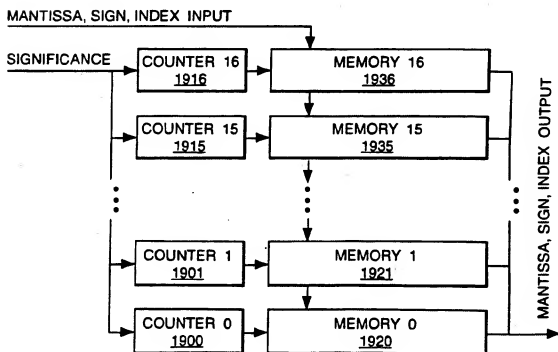 MANTISSA, SIGN, INDEX INPUT
SIGNIFICANCE
COUNTER 16
1916
MEMORY 16
1936
COUNTER 15
1915
MEMORY 15
1935
COUNTER 1
1901
MEMORY 1
1921
COUNTER 0
1900
MEMORY 0
1920
MANTISSA, SIGN, INDEX OUTPUT